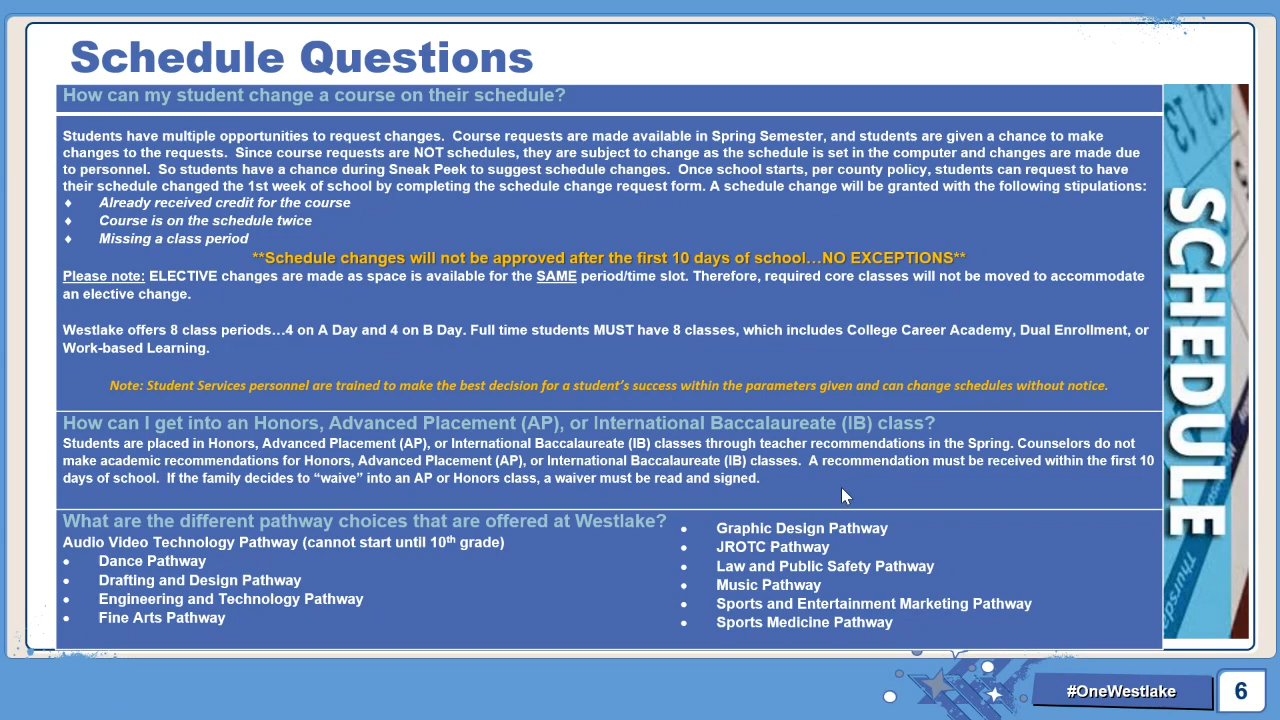 Schedule Questions
How can my student change a course on their schedule?
Students have multiple opportunities to request changes.  Course requests are made available in Spring Semester, and students are given a chance to make
changes to the requests.  Since course requests are NOT schedules, they are subject to change as the schedule is set in the computer and changes are made due
to personnel.  So students have a chance during Sneak Peek to suggest schedule changes.  Once school starts, per county policy, students can request to have
their schedule changed the 1st week of school by completing the schedule change request form. A schedule change will be granted with the following stipulations:
♦ Already received credit for the course
♦ Course is on the schedule twice
♦ Missing a class period
**Schedule changes will not be approved after the first 10 days of school…NO EXCEPTIONS**
Please note: ELECTIVE changes are made as space is available for the SAME period/time slot. Therefore, required core classes will not be moved to accommodate
an elective change.
Westlake offers 8 class periods…4 on A Day and 4 on B Day. Full time students MUST have 8 classes, which includes College Career Academy, Dual Enrollment, or
Work-based Learning.
Note: Student Services personnel are trained to make the best decision for a student's success within the parameters given and can change schedules without notice.
How can I get into an Honors, Advanced Placement (AP), or International Baccalaureate (IB) class?
Students are placed in Honors, Advanced Placement (AP), or International Baccalaureate (IB) classes through teacher recommendations in the Spring. Counselors do not
make academic recommendations for Honors, Advanced Placement (AP), or International Baccalaureate (IB) classes.  A recommendation must be received within the first 10
days of school.  If the family decides to “waive” into an AP or Honors class, a waiver must be read and signed.
What are the different pathway choices that are offered at Westlake?
Audio Video Technology Pathway (cannot start until 10th grade)
• Dance Pathway
• Drafting and Design Pathway
• Engineering and Technology Pathway
• Fine Arts Pathway
• Graphic Design Pathway
• JROTC Pathway
• Law and Public Safety Pathway
• Music Pathway
• Sports and Entertainment Marketing Pathway
• Sports Medicine Pathway
SCHEDULE
12 13
#OneWestlake
6